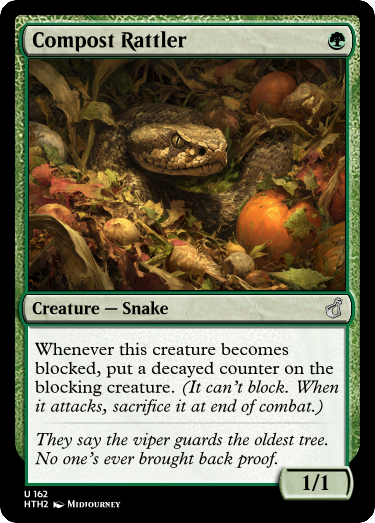 Compost Rattler
Creature — Snake
Whenever this creature becomes
blocked, put a decayed counter on the
blocking creature. (It can't block. When
it attacks, sacrifice it at end of combat.)
They say the viper guards the oldest tree.
No one's ever brought back proof.
1/1
U 162
HTH2 Midjourney